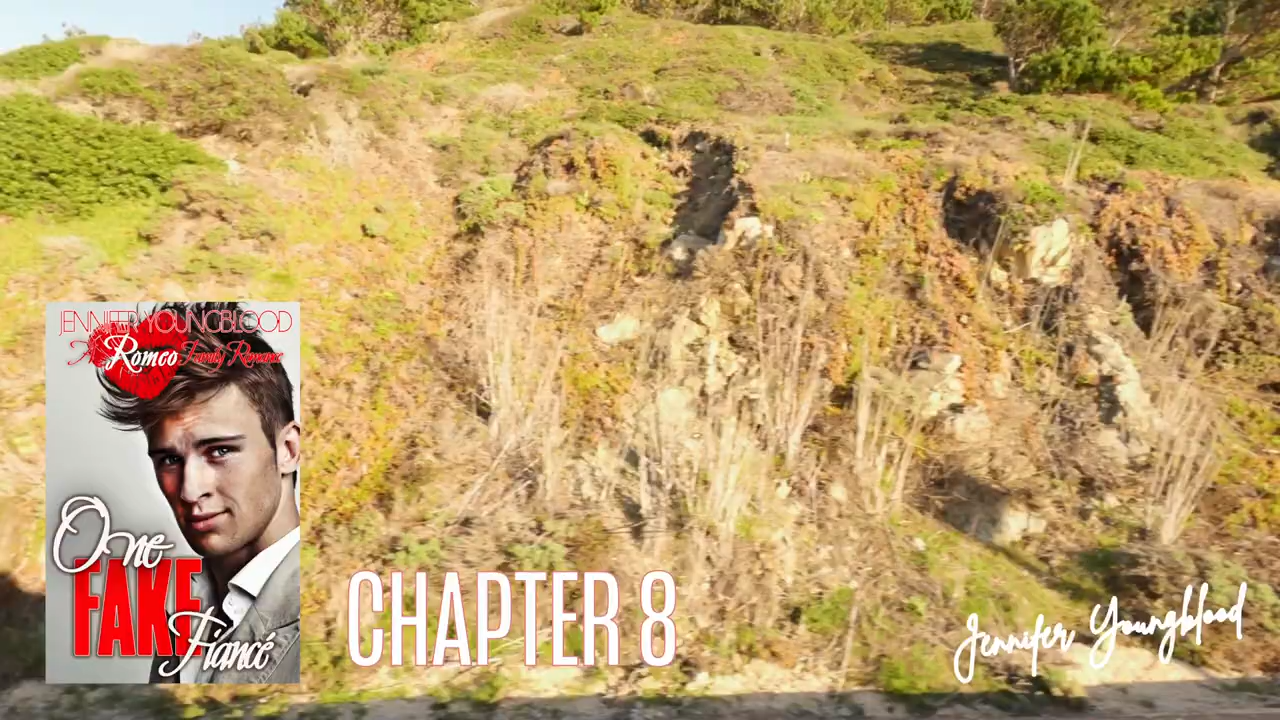 JENNIFER YOUNGBLOOD
A Romeo Family Romance
One
FAKE
Fiancé
CHAPTER 8
Jennifer Youngblood